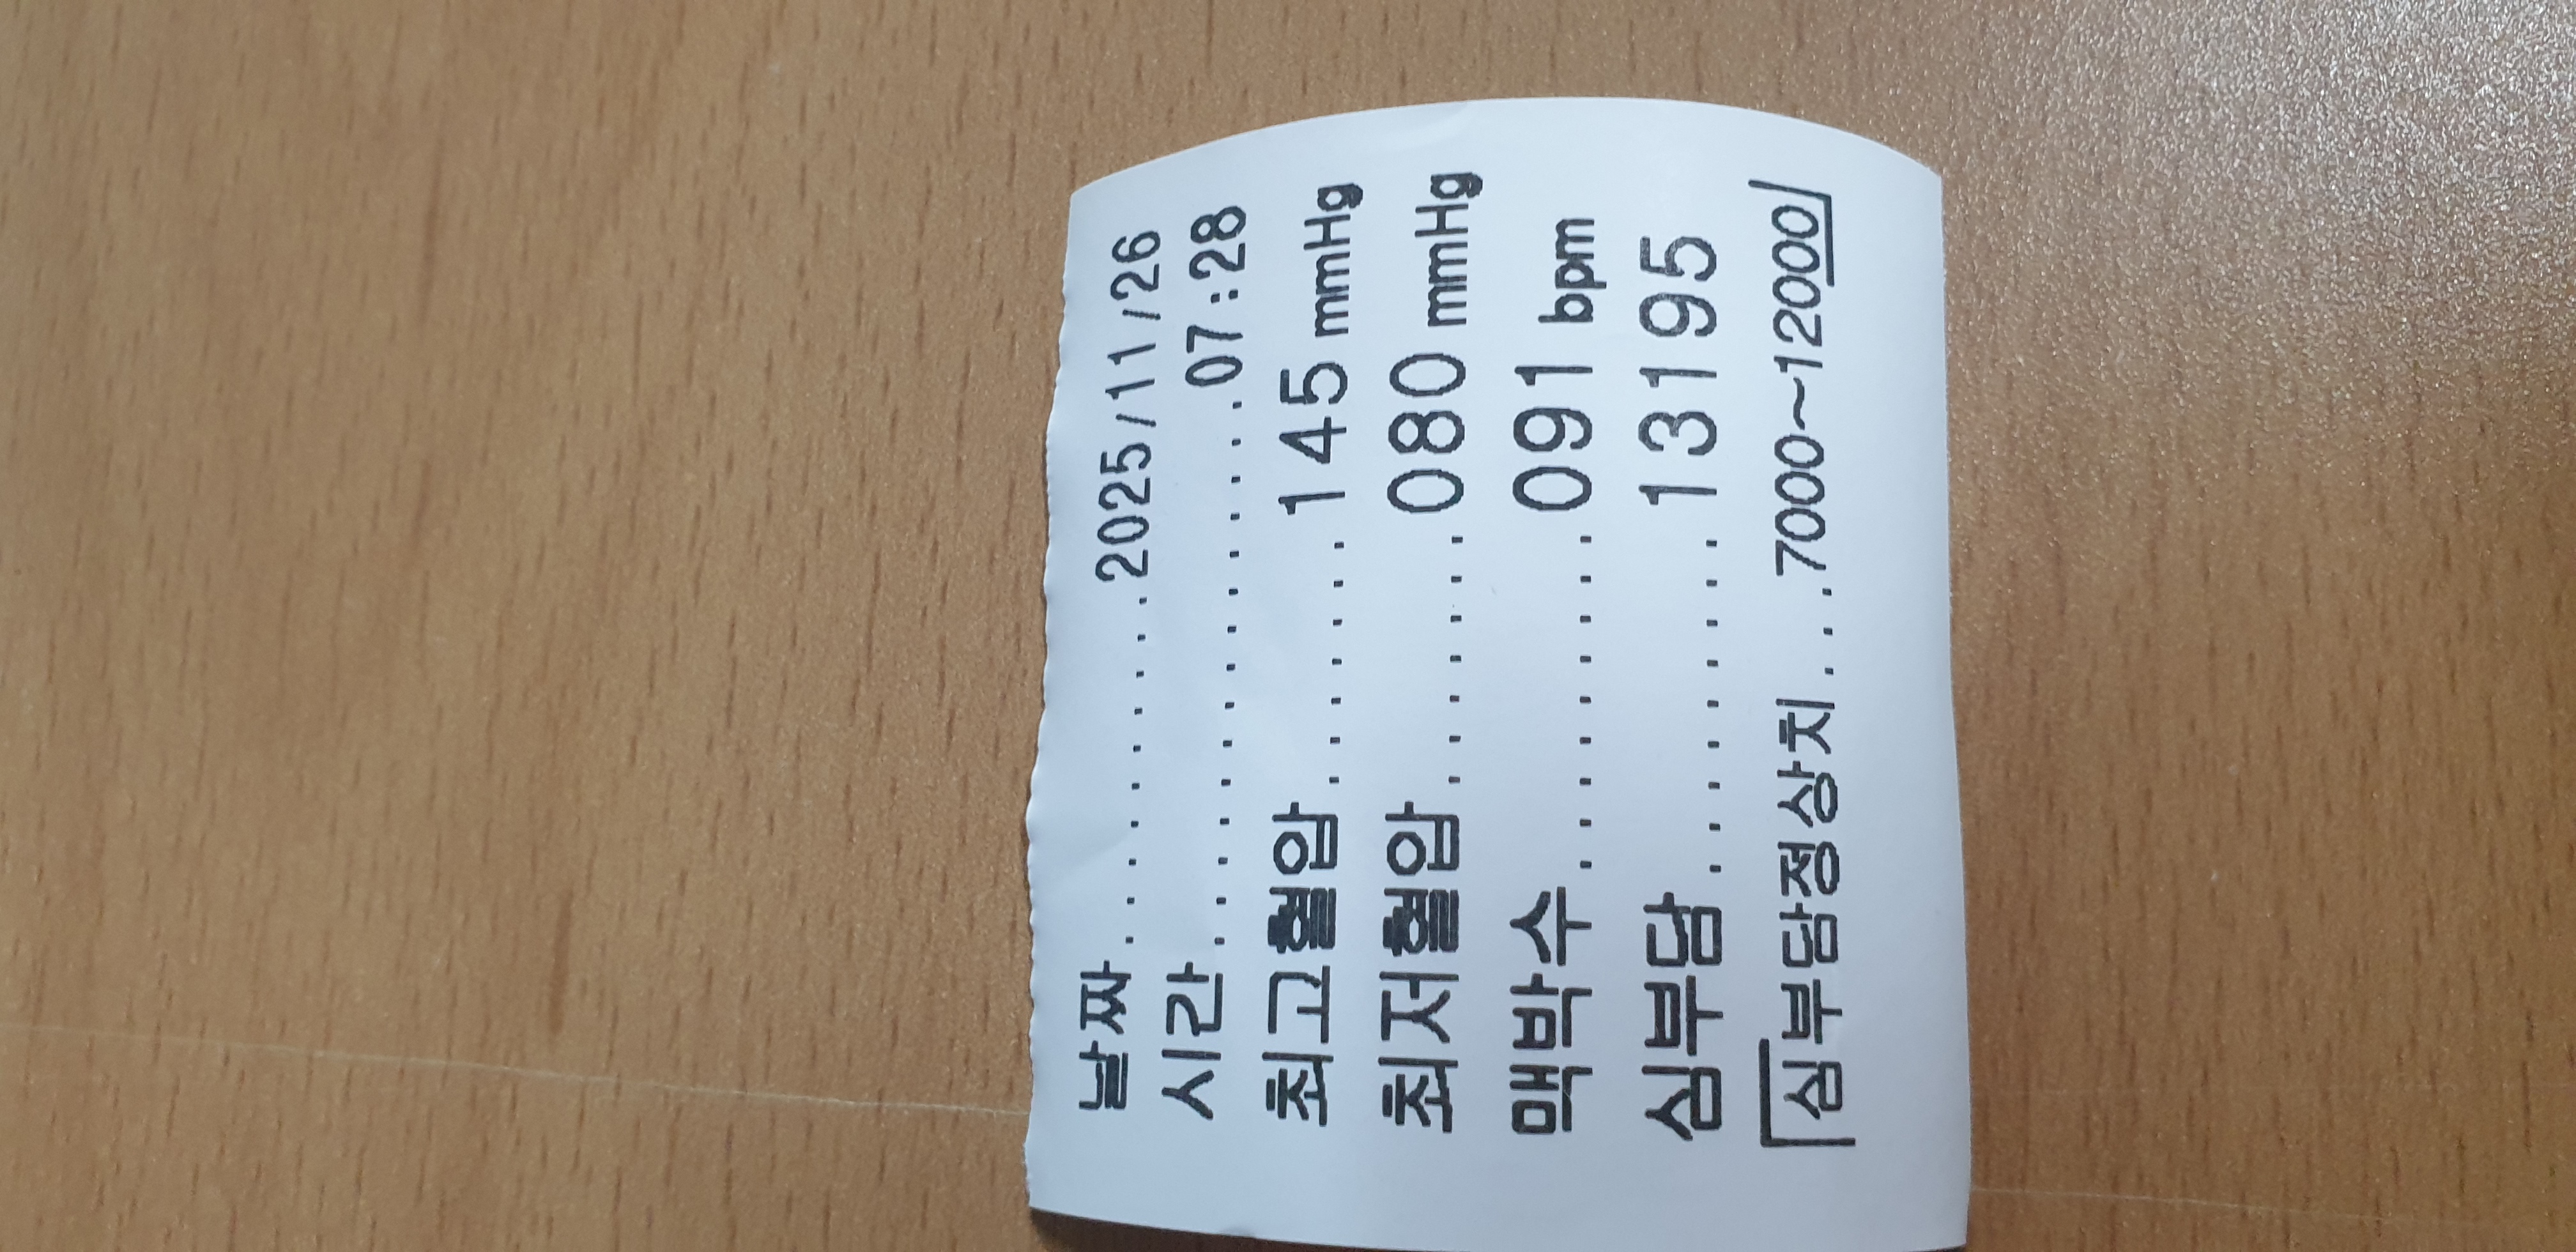 날짜.............2025/11/26
시간................07:28
최고혈압........145 mmHg
최저혈압........080 mmHg
맥박수..........091 bpm
심부담..........13195
「심부담정상치...7000~12000」